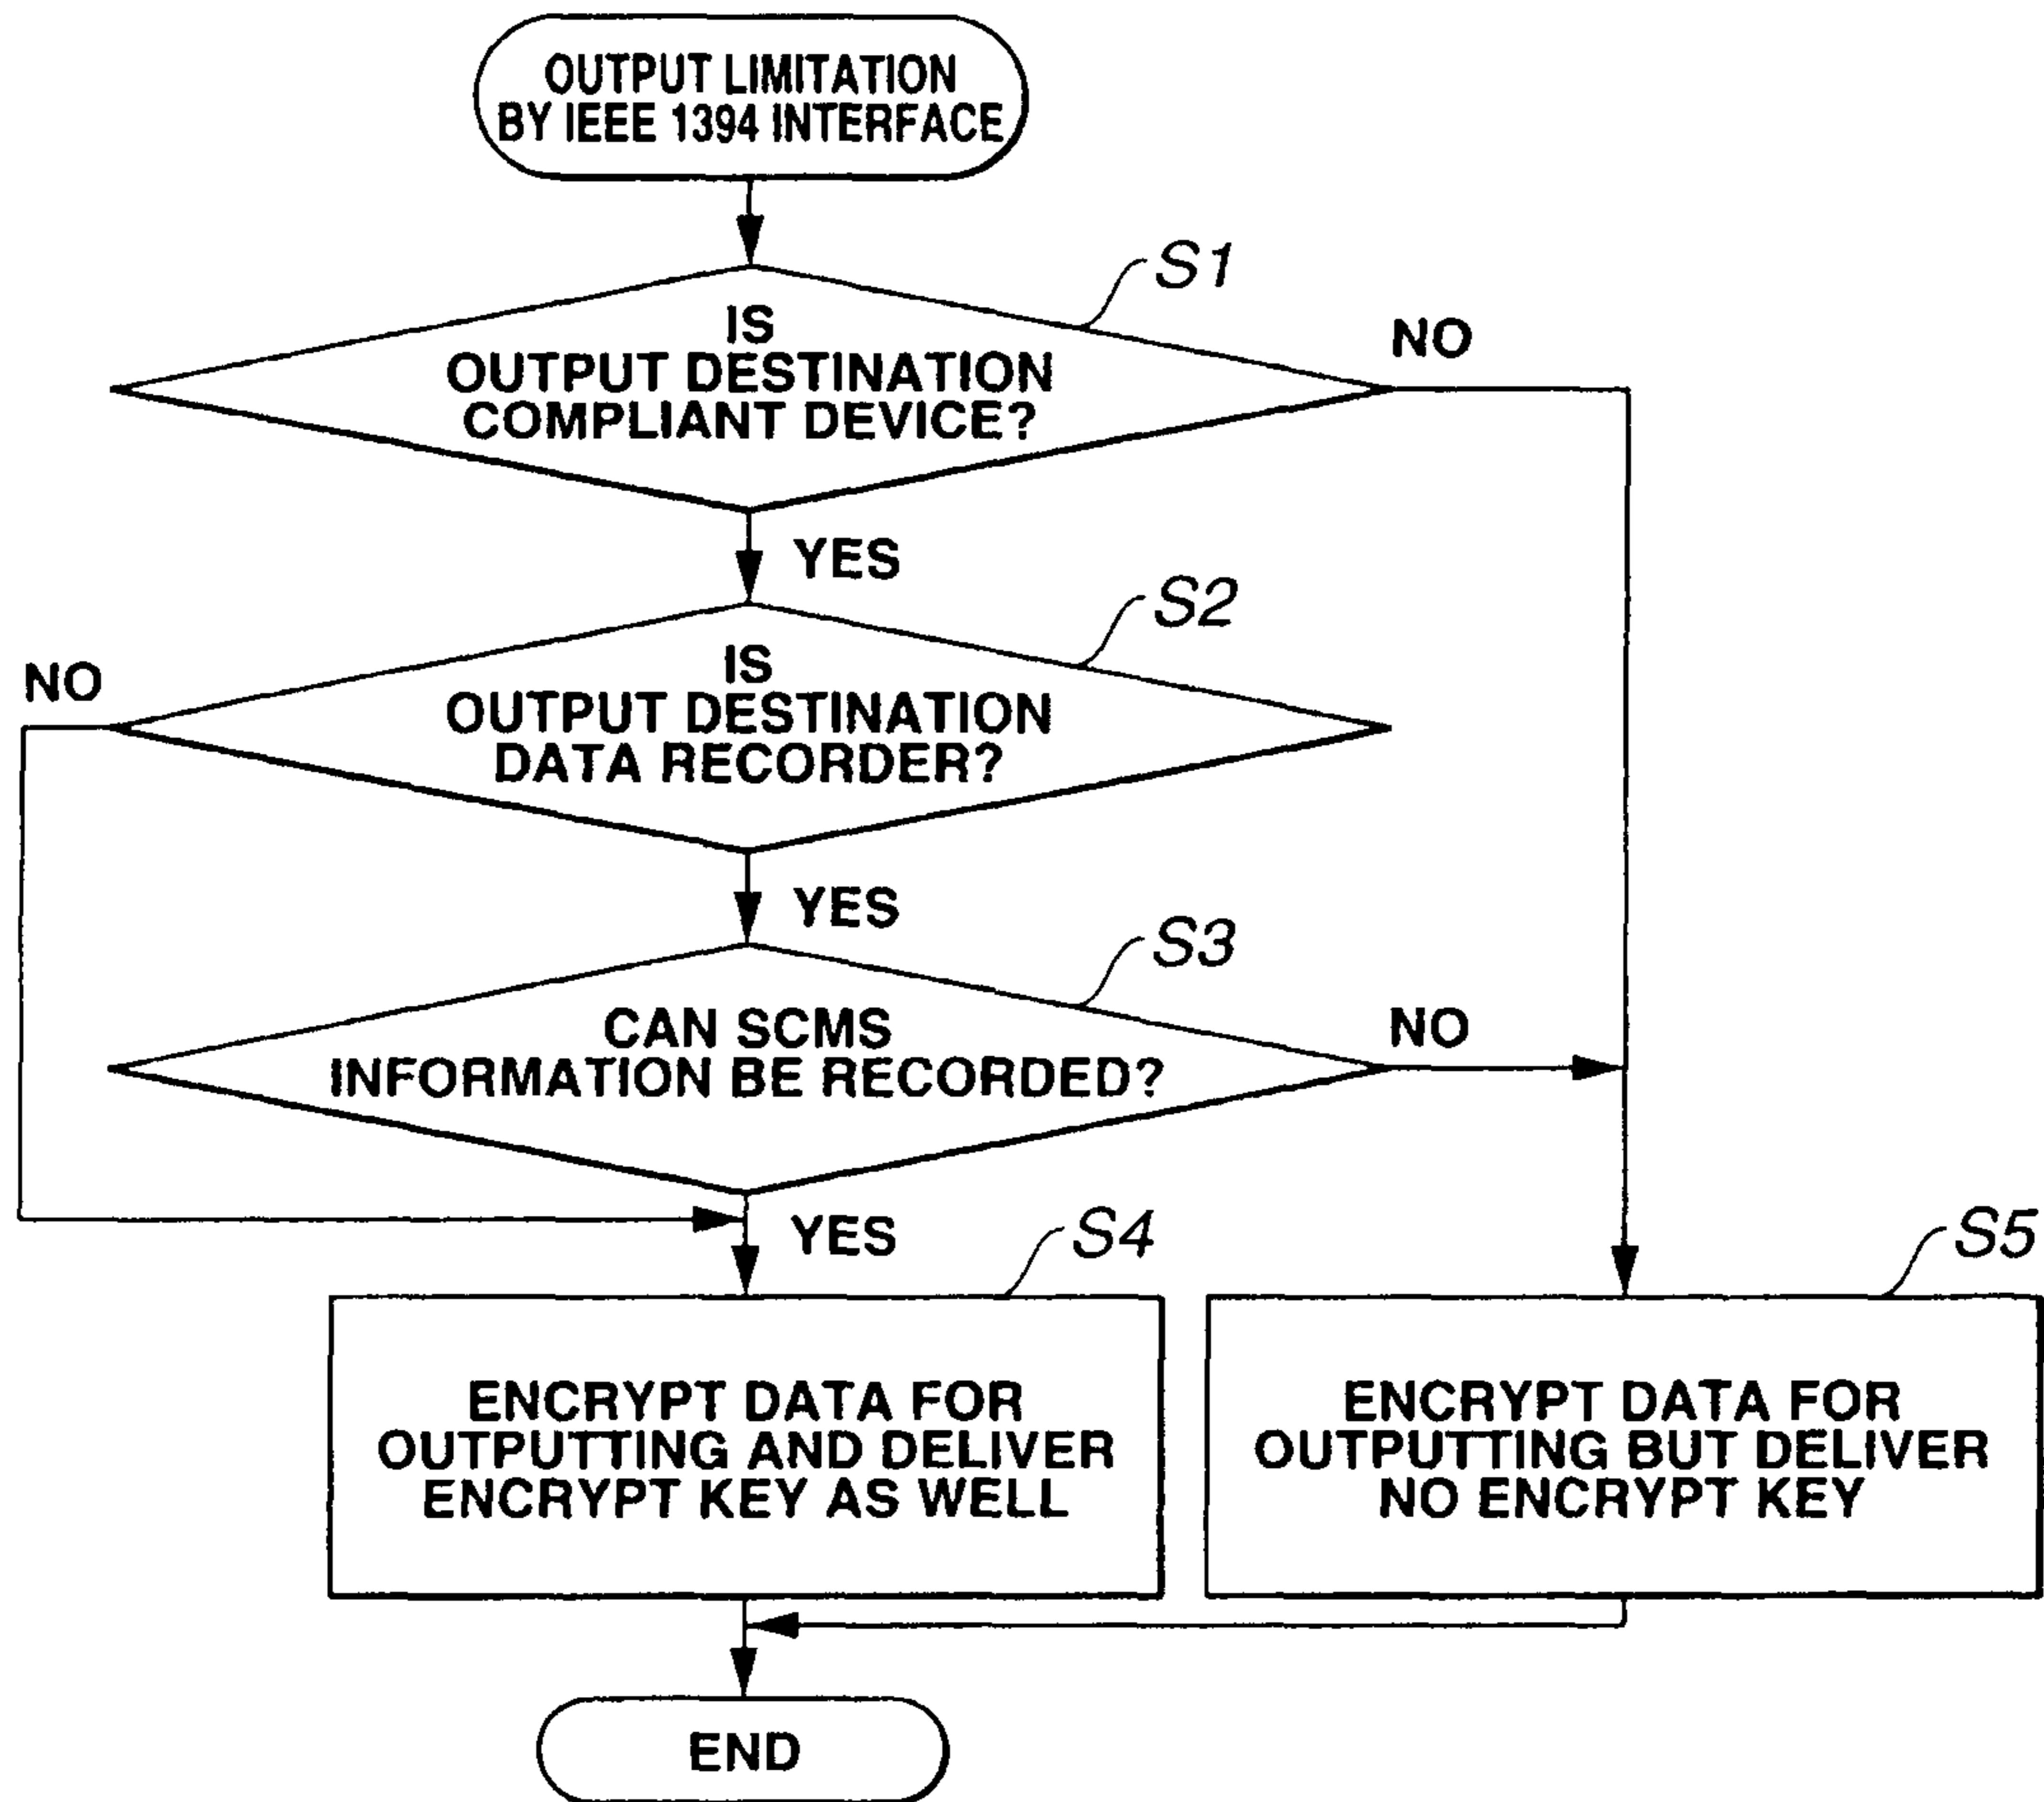 OUTPUT LIMITATION
BY IEEE 1394 INTERFACE
S1
IS
OUTPUT DESTINATION
COMPLIANT DEVICE?
NO
YES
S2
IS
OUTPUT DESTINATION
DATA RECORDER?
NO
YES
S3
CAN SCMS
INFORMATION BE RECORDED?
NO
YES
S4
ENCRYPT DATA FOR
OUTPUTTING AND DELIVER
ENCRYPT KEY AS WELL
S5
ENCRYPT DATA FOR
OUTPUTTING BUT DELIVER
NO ENCRYPT KEY
END